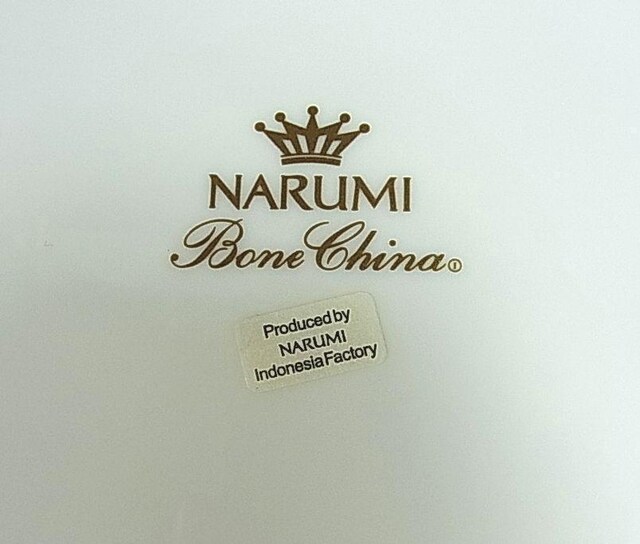 NARUMI
Bone China
Produced by
NARUMI
Indonesia Factory